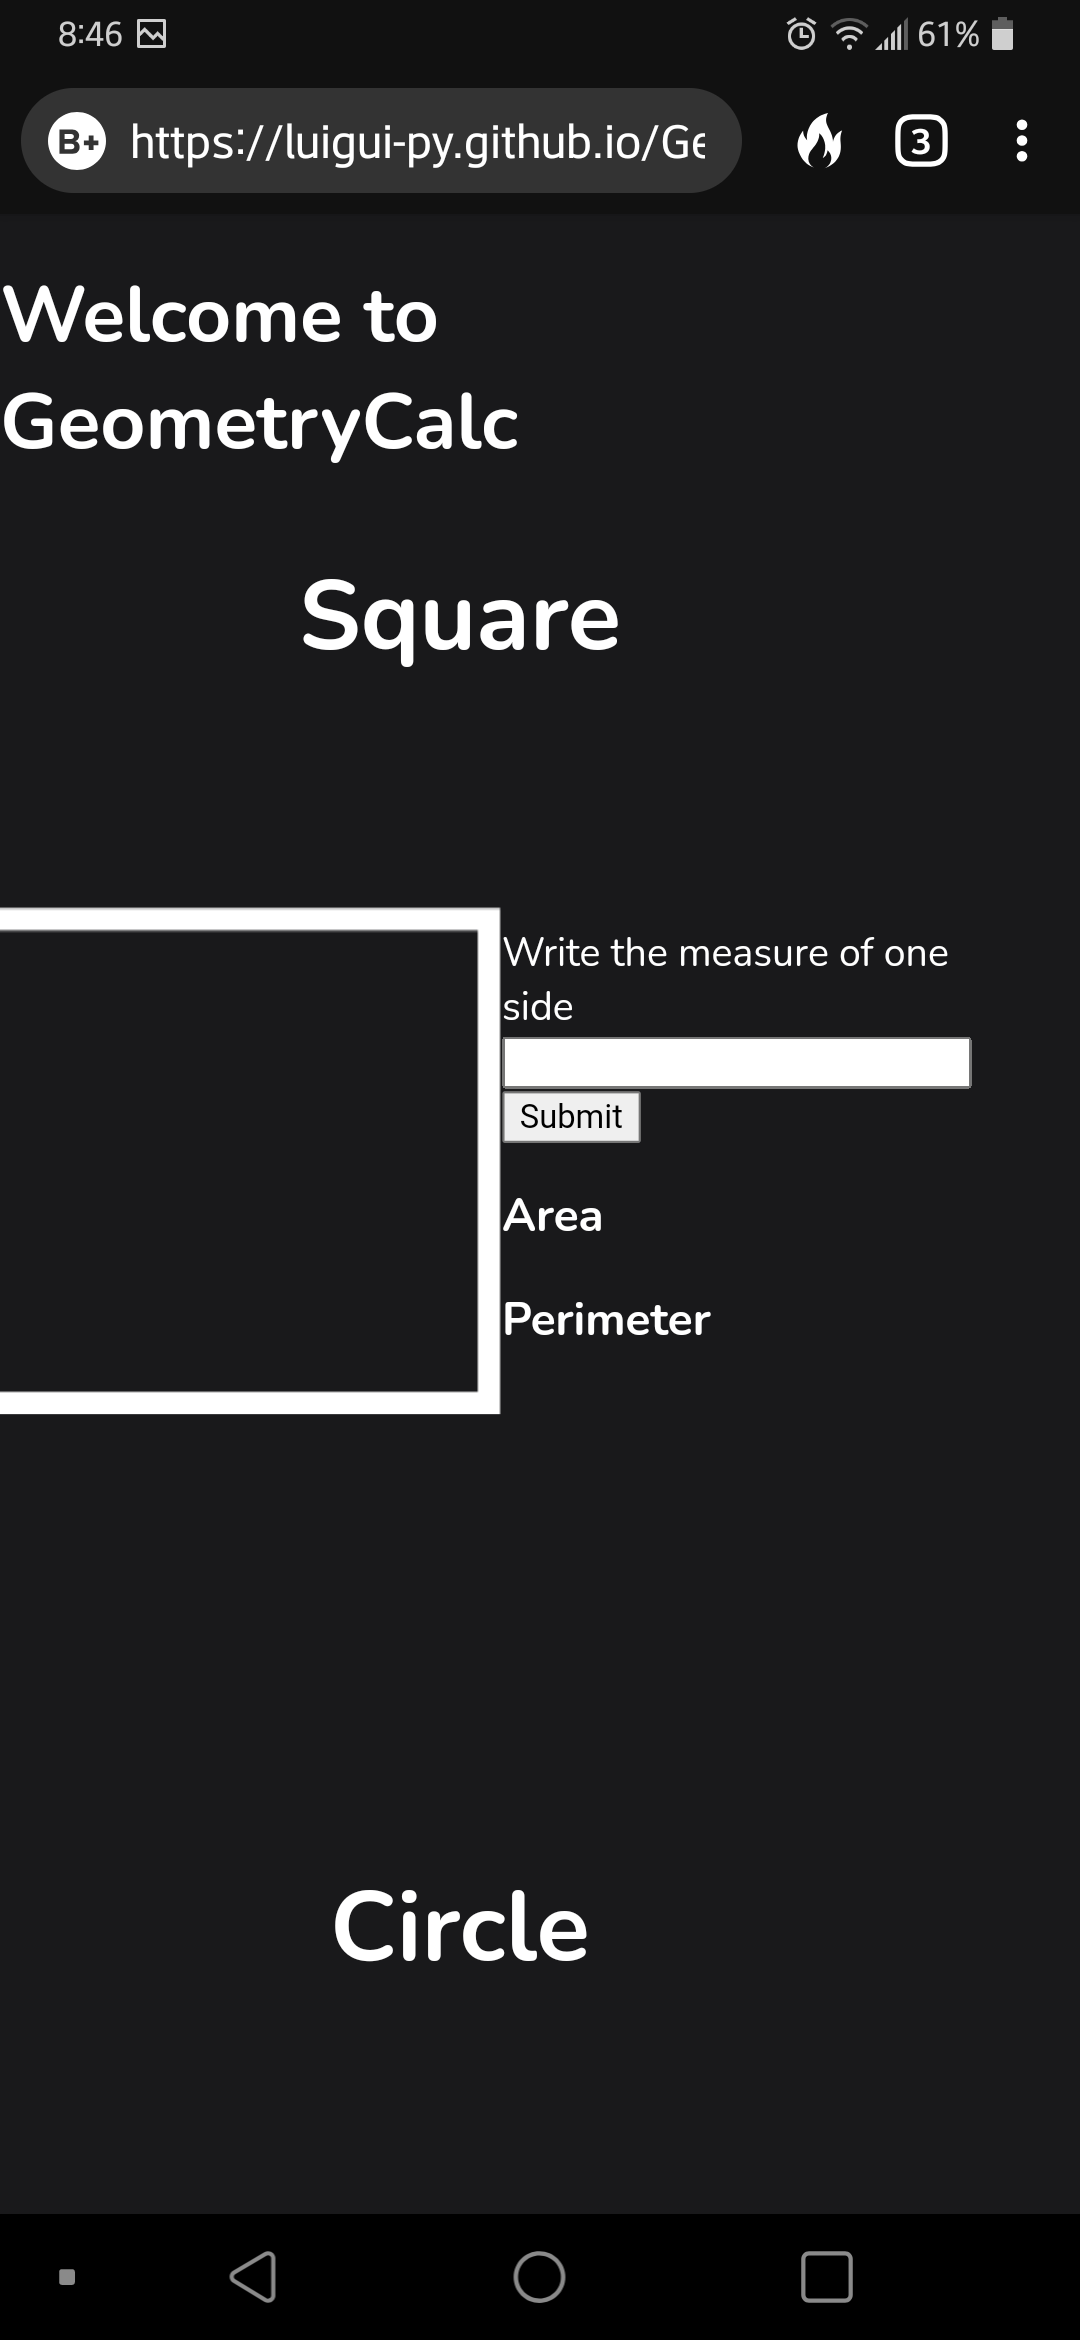 8:46 61%
B+ https://luigui-py.github.io/Ge 3
Welcome to
GeometryCalc
Square
Write the measure of one
side
Submit
Area
Perimeter
Circle